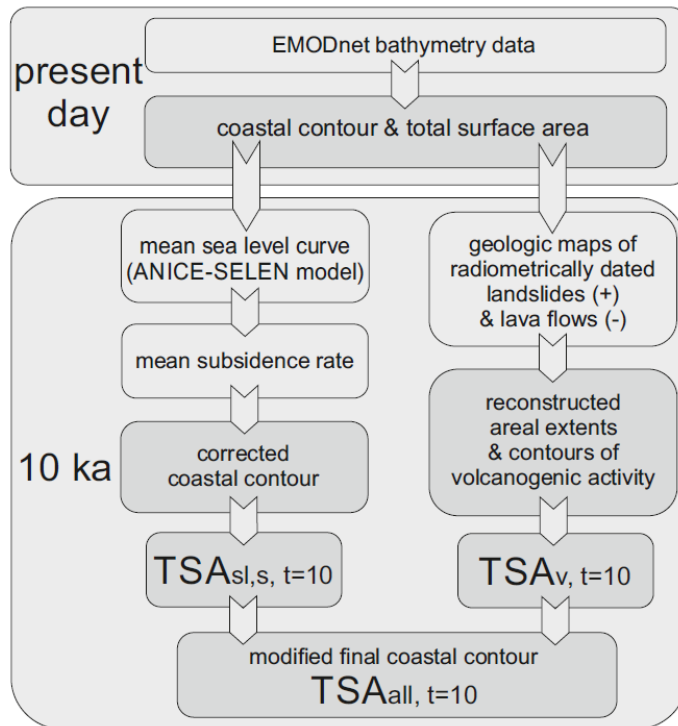 present
day
EMODnet bathymetry data
coastal contour & total surface area
10 ka
mean sea level curve
(ANICE-SELEN model)
mean subsidence rate
corrected
coastal contour
TSAsl,s, t=10
geologic maps of
radiometrically dated
landslides (+)
& lava flows (-)
reconstructed
areal extents
& contours of
volcanogenic activity
TSAv, t=10
modified final coastal contour
TSAall, t=10